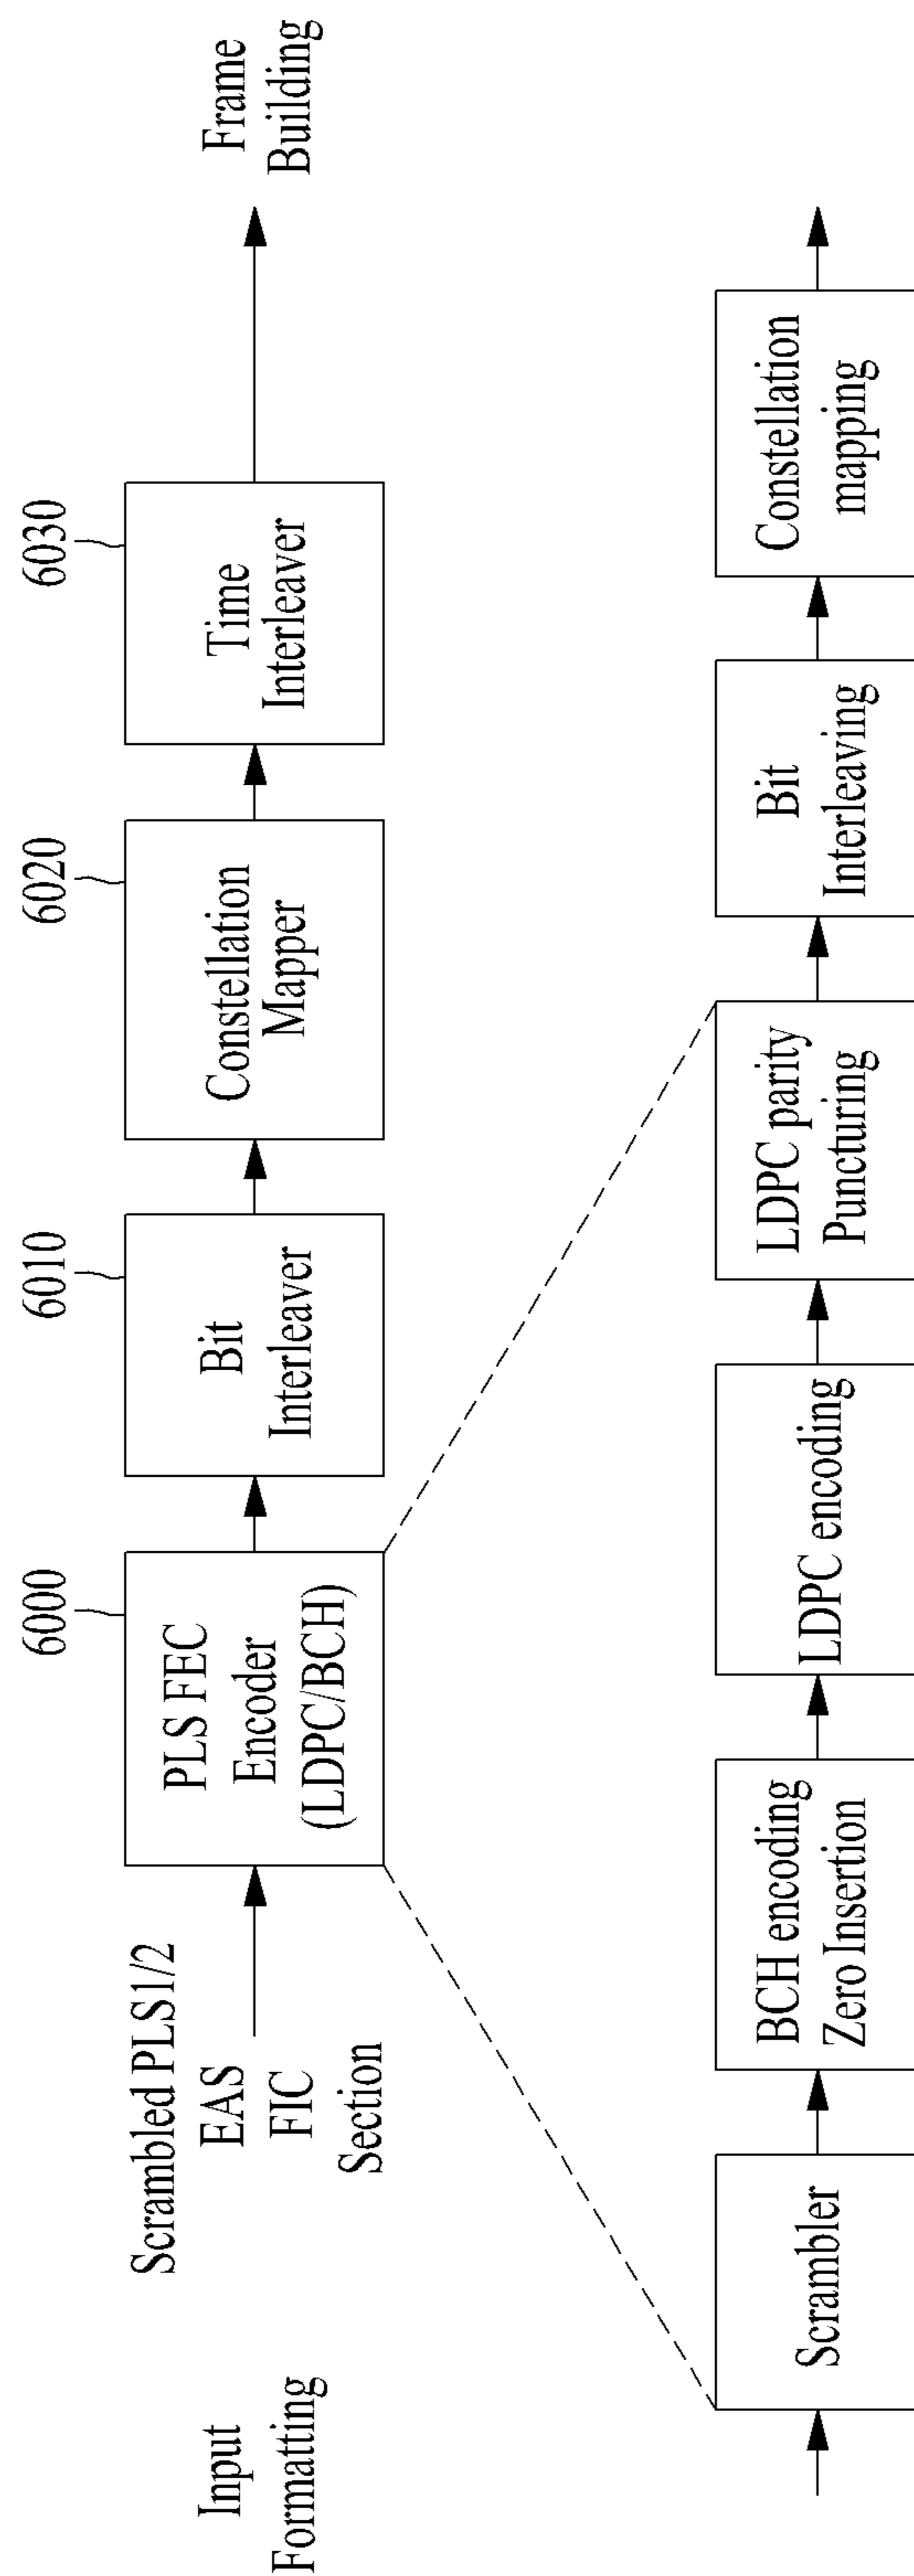 Input
Formatting
Scrambled PLS1/2
EAS
FIC
Section
6000
PLS FEC
Encoder
(LDPC/BCH)
6010
Bit
Interleaver
6020
Constellation
Mapper
6030
Time
Interleaver
Frame
Building
Scrambler
BCH encoding
Zero Insertion
LDPC encoding
LDPC parity
Puncturing
Bit
Interleaving
Constellation
mapping